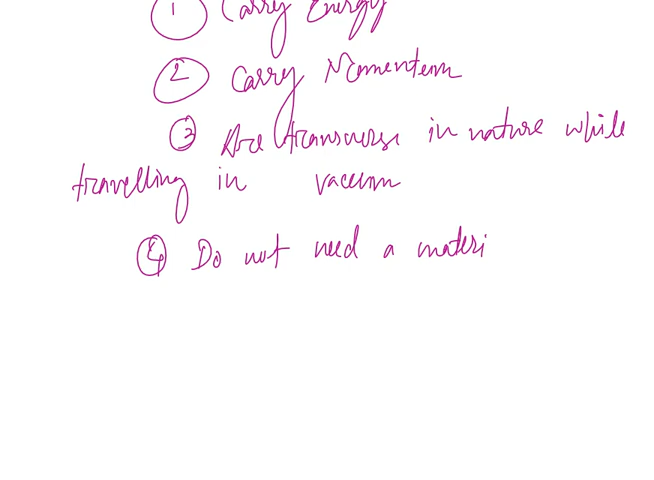 1 Carry Energy
2 Carry Momentum
3 Are transverse in nature while
travelling in vaccum
4 Do not need a materi